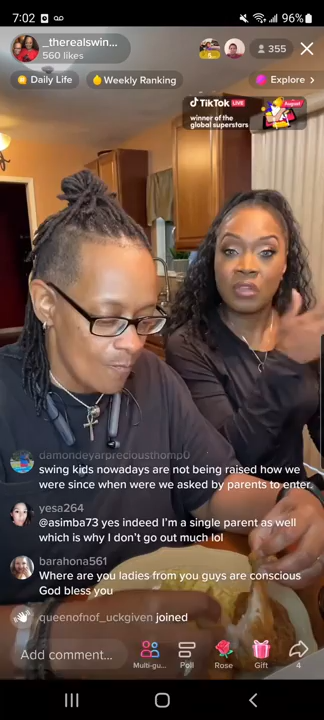 7:02
96%
_therealswin...
560 likes
355
Daily Life
Weekly Ranking
Explore >
TikTok LIVE
August
winner of the
global superstars
damondeyarpreciousthomp0
swing kids nowadays are not being raised how we
were since when were we asked by parents to enter.
yesa264
@asimba73 yes indeed I'm a single parent as well
which is why I don't go out much lol
barahona561
Where are you ladies from you guys are conscious
God bless you
queenofnof_uckgiven joined
Add comment...
Multi-gu...
Poll
Rose
Gift
4